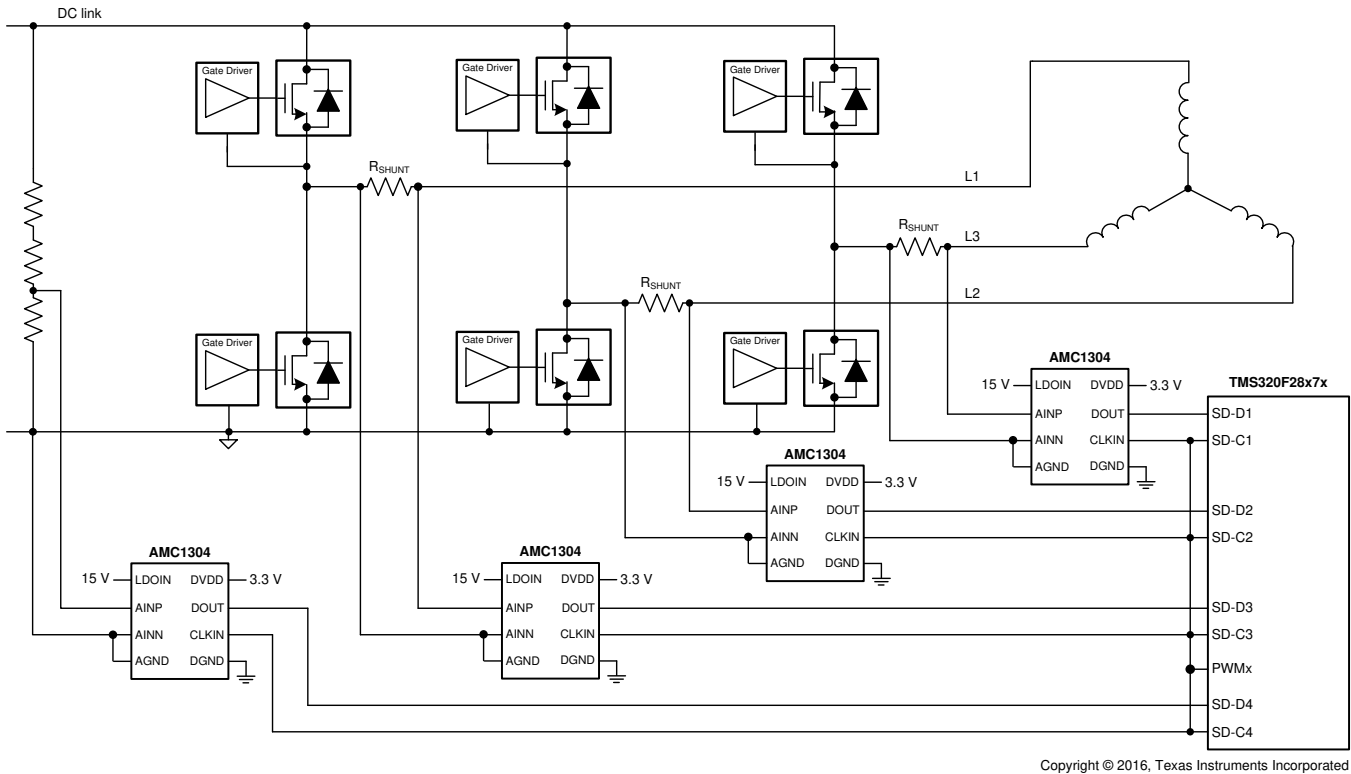 DC link
Gate Driver
Gate Driver
Gate Driver
RSHUNT
L1
RSHUNT
L3
RSHUNT
L2
Gate Driver
Gate Driver
Gate Driver
AMC1304
15 V LDOIN DVDD 3.3 V
AINP DOUT
AINN CLKIN
AGND DGND
TMS320F28x7x
SD-D1
SD-C1
SD-D2
SD-C2
SD-D3
SD-C3
PWMx
SD-D4
SD-C4
AMC1304
15 V LDOIN DVDD 3.3 V
AINP DOUT
AINN CLKIN
AGND DGND
AMC1304
15 V LDOIN DVDD 3.3 V
AINP DOUT
AINN CLKIN
AGND DGND
AMC1304
15 V LDOIN DVDD 3.3 V
AINP DOUT
AINN CLKIN
AGND DGND
Copyright © 2016, Texas Instruments Incorporated